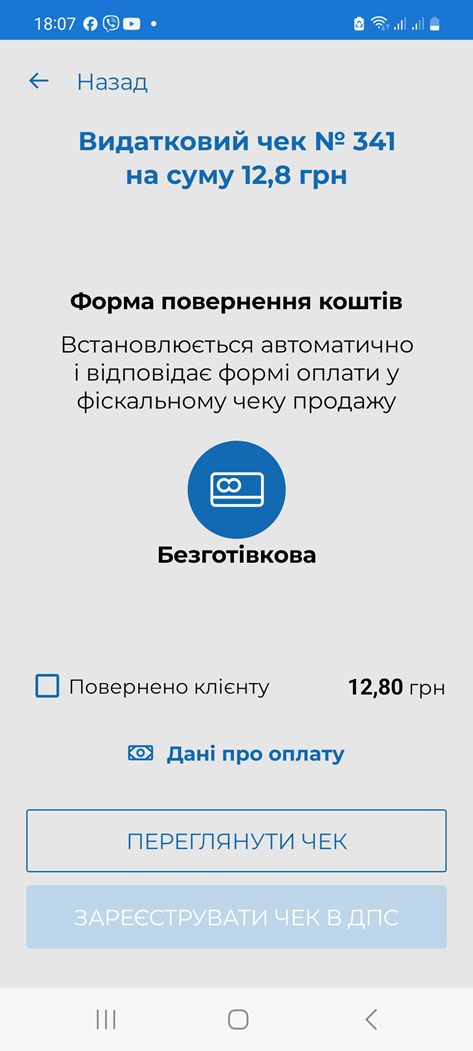 18:07
Назад
Видатковий чек № 341
на суму 12,8 грн
Форма повернення коштів
Встановлюється автоматично
і відповідає формі оплати у
фіскальному чеку продажу
Безготівкова
Повернено клієнту 12,80 грн
Дані про оплату
ПЕРЕГЛЯНУТИ ЧЕК
ЗАРЕЄСТРУВАТИ ЧЕК В ДПС